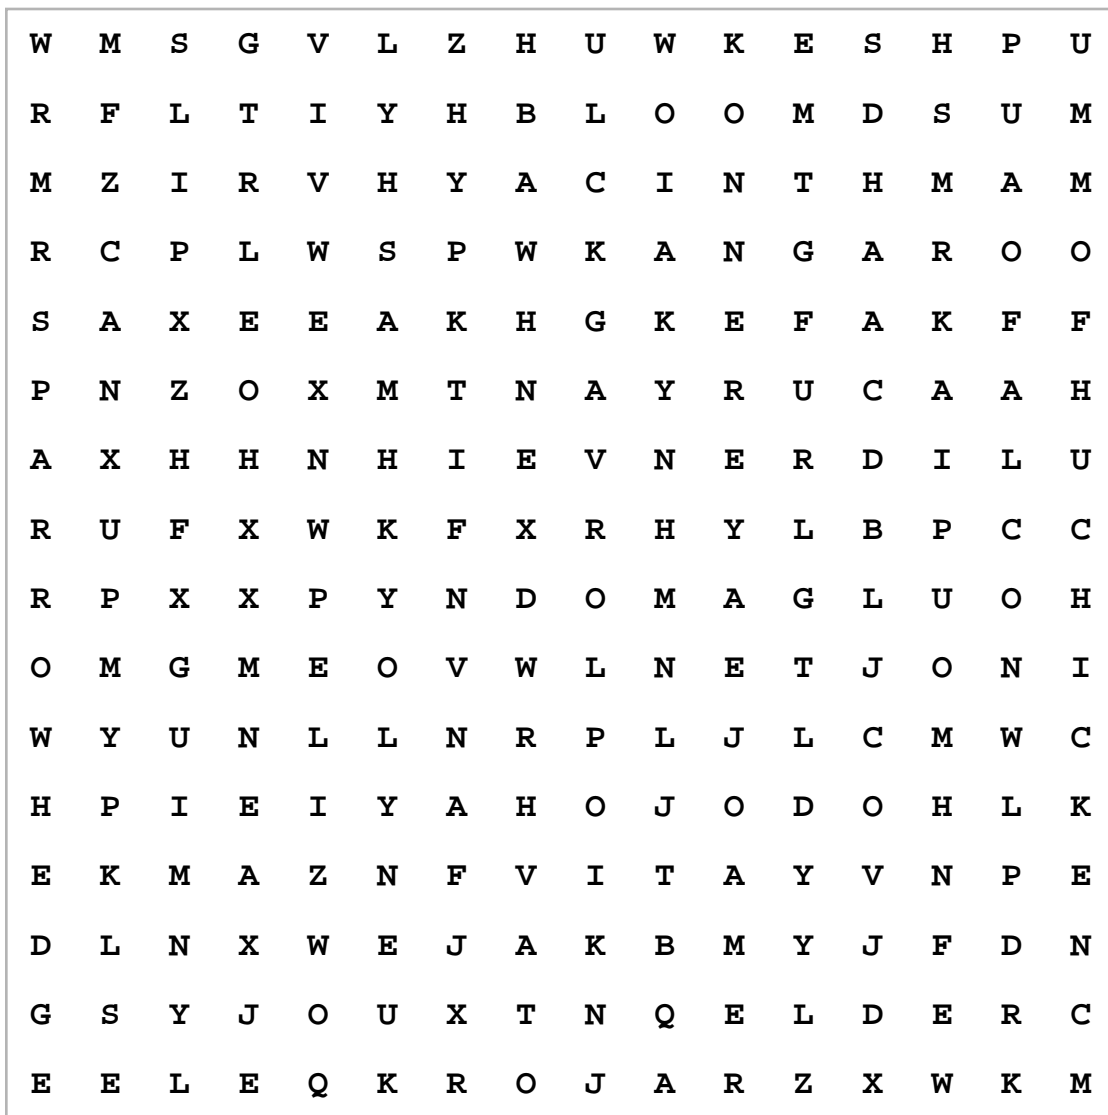 W M S G V L Z H U W K E S H P U
R F L T I Y H B L O O M D S U M
M Z I R V H Y A C I N T H M A M
R C P L W S P W K A N G A R O O
S A X E E A K H G K E F A K F F
P N Z O X M T N A Y R U C A A H
A X H H N H I E V N E R D I L U
R U F X W K F X R H Y L B P C C
R P X X P Y N D O M A G L U O H
O M G M E O V W L N E T J O N I
W Y U N L L N R P L J L C M W C
H P I E I Y A H O J O D O H L K
E K M A Z N F V I T A Y V N P E
D L N X W E J A K B M Y J F D N
G S Y J O U X T N Q E L D E R C
E E L E Q K R O J A R Z X W K M